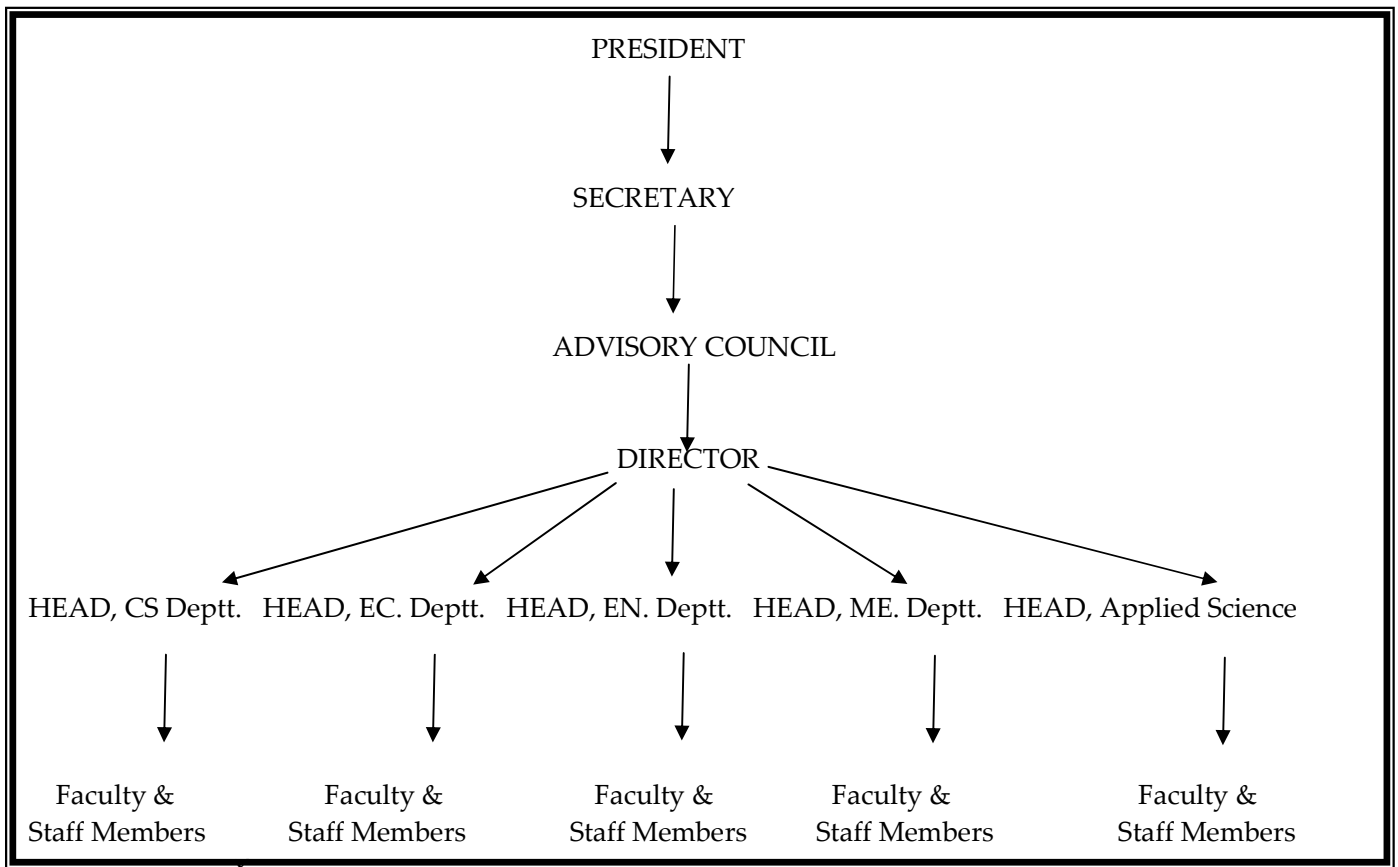 PRESIDENT
SECRETARY
ADVISORY COUNCIL
DIRECTOR
HEAD, CS Deptt. HEAD, EC. Deptt. HEAD, EN. Deptt. HEAD, ME. Deptt. HEAD, Applied Science
Faculty & Faculty & Faculty & Faculty & Faculty &
Staff Members Staff Members Staff Members Staff Members Staff Members